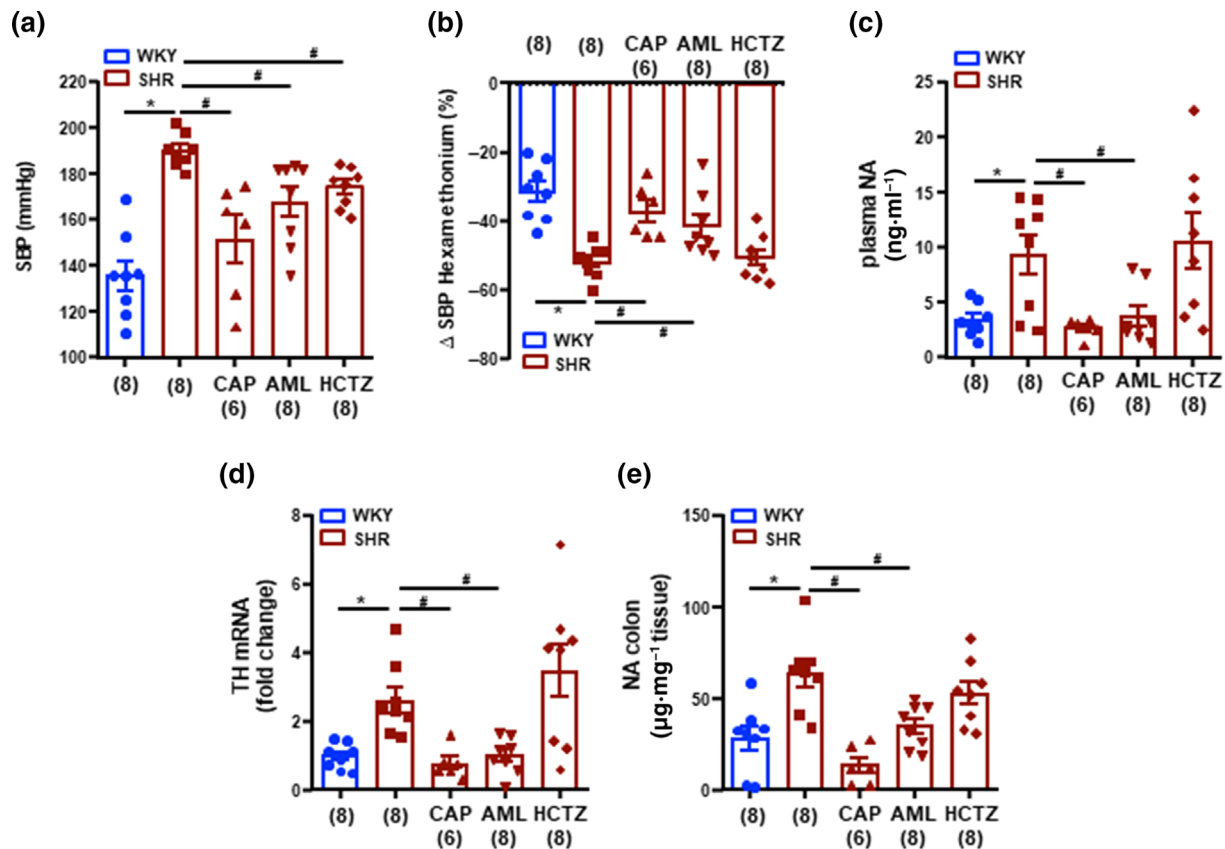 (a)
WKY
SHR
SBP (mmHg)
220
200
180
160
140
120
100
*
#
#
#
(8)
(8)
CAP
(6)
AML
(8)
HCTZ
(8)
(b)
(8)
(8)
CAP
(6)
AML
(8)
HCTZ
(8)
Δ SBP Hexamethonium (%)
0
−20
−40
−60
−80
*
#
#
WKY
SHR
(c)
WKY
SHR
plasma NA
(ng·ml⁻¹)
25
20
15
10
5
0
*
#
#
(8)
(8)
CAP
(6)
AML
(8)
HCTZ
(8)
(d)
WKY
SHR
TH mRNA
(fold change)
8
6
4
2
0
*
#
#
(8)
(8)
CAP
(6)
AML
(8)
HCTZ
(8)
(e)
WKY
SHR
NA colon
(µg·mg⁻¹ tissue)
150
100
50
0
*
#
#
(8)
(8)
CAP
(6)
AML
(8)
HCTZ
(8)